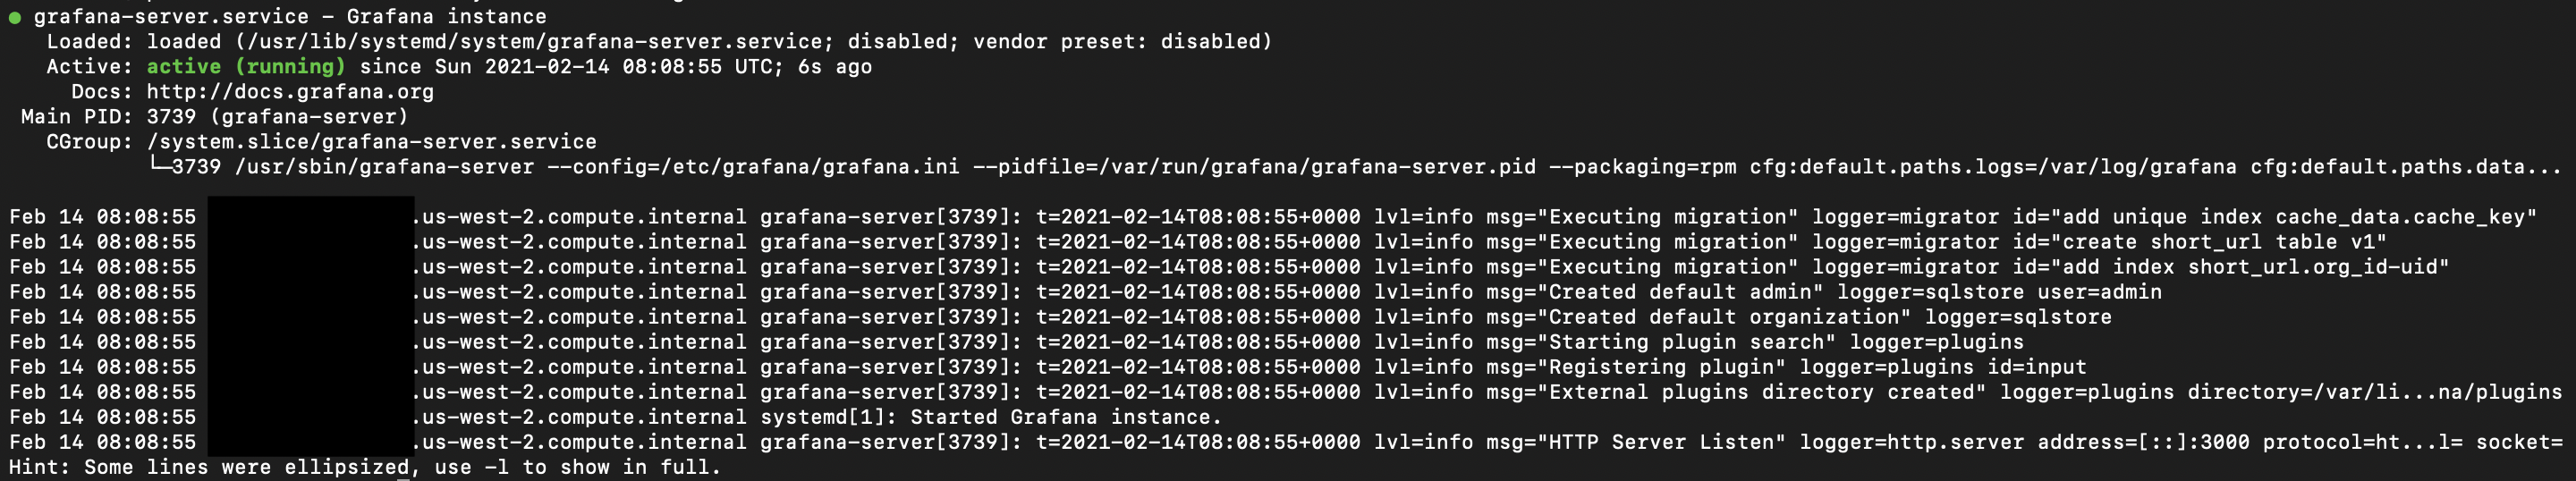 ● grafana-server.service - Grafana instance
Loaded: loaded (/usr/lib/systemd/system/grafana-server.service; disabled; vendor preset: disabled)
Active: active (running) since Sun 2021-02-14 08:08:55 UTC; 6s ago
Docs: http://docs.grafana.org
Main PID: 3739 (grafana-server)
CGroup: /system.slice/grafana-server.service
└─3739 /usr/sbin/grafana-server --config=/etc/grafana/grafana.ini --pidfile=/var/run/grafana/grafana-server.pid --packaging=rpm cfg:default.paths.logs=/var/log/grafana cfg:default.paths.data...
Feb 14 08:08:55 .us-west-2.compute.internal grafana-server[3739]: t=2021-02-14T08:08:55+0000 lvl=info msg="Executing migration" logger=migrator id="add unique index cache_data.cache_key"
Feb 14 08:08:55 .us-west-2.compute.internal grafana-server[3739]: t=2021-02-14T08:08:55+0000 lvl=info msg="Executing migration" logger=migrator id="create short_url table v1"
Feb 14 08:08:55 .us-west-2.compute.internal grafana-server[3739]: t=2021-02-14T08:08:55+0000 lvl=info msg="Executing migration" logger=migrator id="add index short_url.org_id-uid"
Feb 14 08:08:55 .us-west-2.compute.internal grafana-server[3739]: t=2021-02-14T08:08:55+0000 lvl=info msg="Created default admin" logger=sqlstore user=admin
Feb 14 08:08:55 .us-west-2.compute.internal grafana-server[3739]: t=2021-02-14T08:08:55+0000 lvl=info msg="Created default organization" logger=sqlstore
Feb 14 08:08:55 .us-west-2.compute.internal grafana-server[3739]: t=2021-02-14T08:08:55+0000 lvl=info msg="Starting plugin search" logger=plugins
Feb 14 08:08:55 .us-west-2.compute.internal grafana-server[3739]: t=2021-02-14T08:08:55+0000 lvl=info msg="Registering plugin" logger=plugins id=input
Feb 14 08:08:55 .us-west-2.compute.internal grafana-server[3739]: t=2021-02-14T08:08:55+0000 lvl=info msg="External plugins directory created" logger=plugins directory=/var/li...na/plugins
Feb 14 08:08:55 .us-west-2.compute.internal systemd[1]: Started Grafana instance.
Feb 14 08:08:55 .us-west-2.compute.internal grafana-server[3739]: t=2021-02-14T08:08:55+0000 lvl=info msg="HTTP Server Listen" logger=http.server address=[::]:3000 protocol=ht...l= socket=
Hint: Some lines were ellipsized, use -l to show in full.